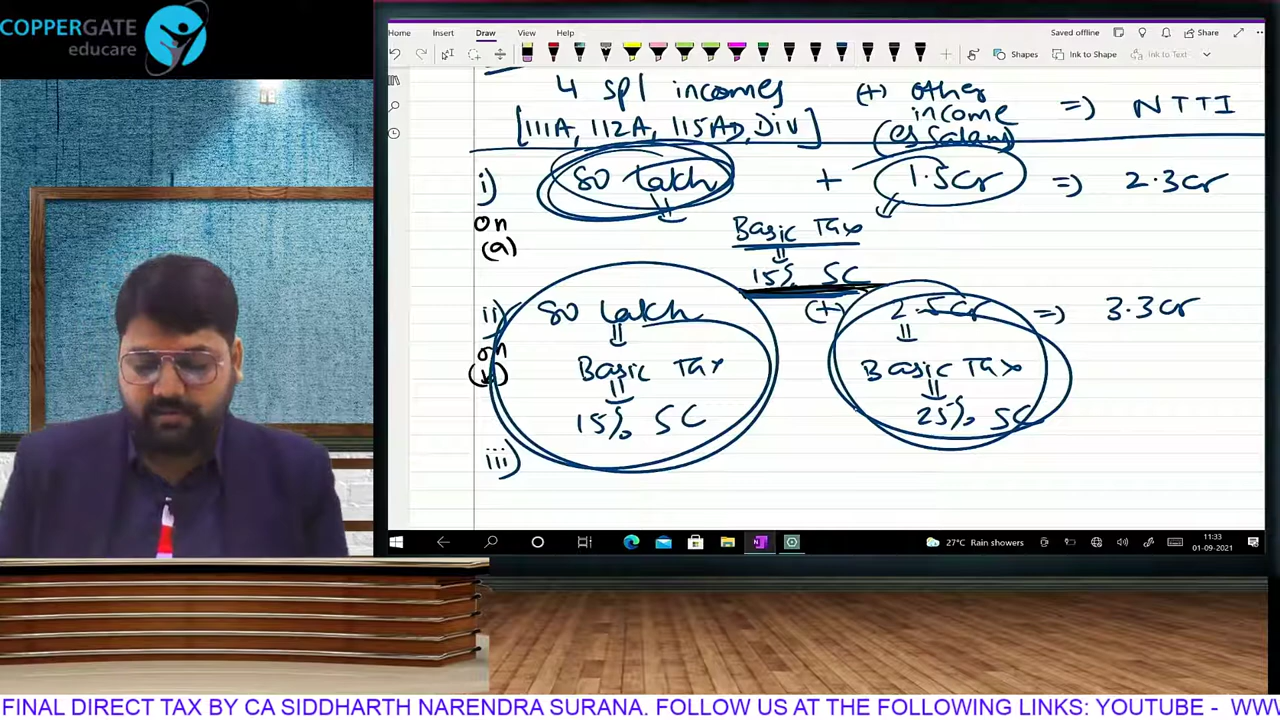 COPPERGATE
educare
Home Insert Draw View Help
Saved offline
Share
Shapes
Ink to Shape
Ink to Text
4 spl incomes (+) other income (eg salary) => NTTI
[111A, 112A, 115AD, Div]
i) 80 lakh + 1.5cr => 2.3cr
on (a)
Basic Tax
15% SC
ii) 80 lakh (+) 2.5cr => 3.3cr
on
Basic Tax Basic Tax
15% SC 25% SC
iii)
27°C Rain showers
11:33
01-09-2021
FINAL DIRECT TAX BY CA SIDDHARTH NARENDRA SURANA. FOLLOW US AT THE FOLLOWING LINKS: YOUTUBE - WW